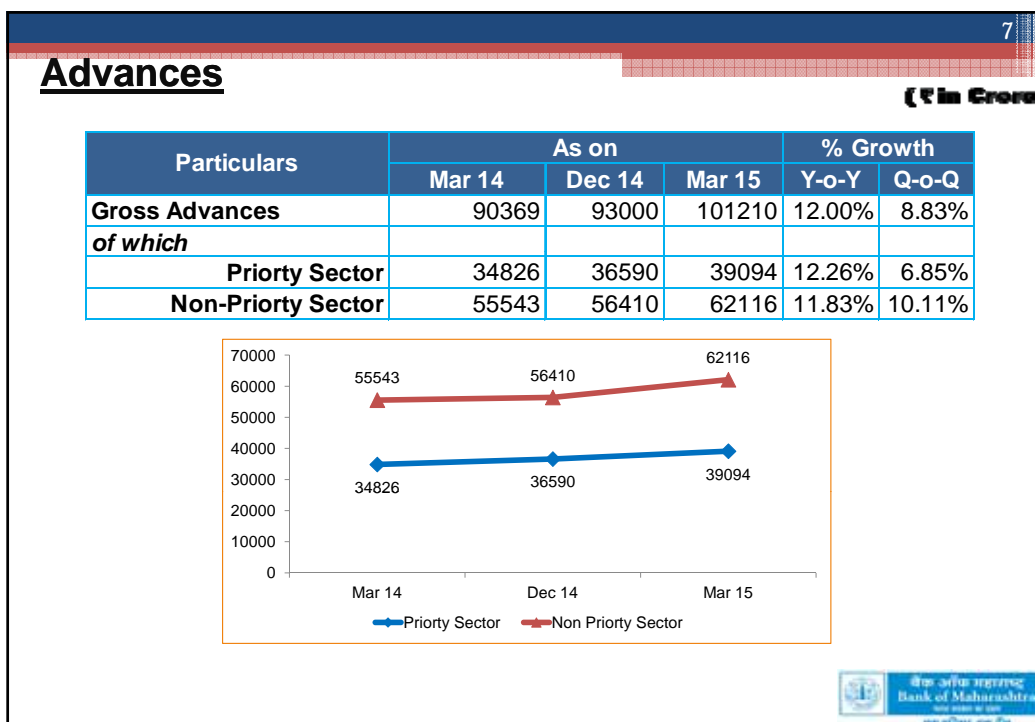 7
Advances
(₹ in Crore
Particulars As on % Growth
Mar 14 Dec 14 Mar 15 Y-o-Y Q-o-Q
Gross Advances 90369 93000 101210 12.00% 8.83%
of which
Priorty Sector 34826 36590 39094 12.26% 6.85%
Non-Priorty Sector 55543 56410 62116 11.83% 10.11%
70000
60000
50000
40000
30000
20000
10000
0
55543 56410 62116
34826 36590 39094
Mar 14 Dec 14 Mar 15
Priorty Sector Non Priorty Sector
बैंक ऑफ महाराष्ट्र
Bank of Maharashtra